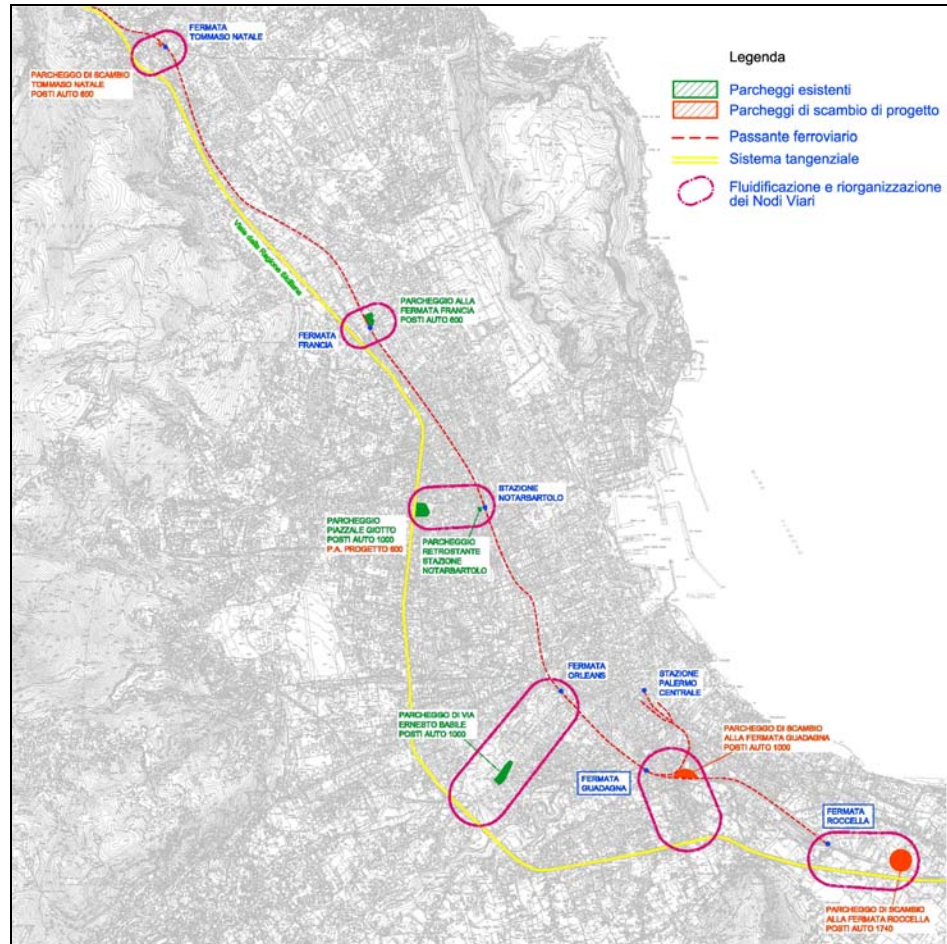 FERMATA
TOMMASO NATALE
PARCHEGGO DI SCAMBIO
TOMMASO NATALE
POSTI AUTO 600
Legenda
Parcheggi esistenti
Parcheggi di scambio di progetto
Passante ferroviario
Sistema tangenziale
Fluidificazione e riorganizzazione
dei Nodi Viari
Viale della Regione Siciliana
PARCHEGGIO ALLA
FERMATA FRANCIA
POSTI AUTO 600
FERMATA
FRANCIA
STAZIONE
NOTARBARTOLO
PARCHEGGIO
PIAZZALE GIOTTO
POSTI AUTO 1000
P.A. PROGETTO 600
PARCHEGGIO
RETROSTANTE
STAZIONE
NOTARBARTOLO
PALERMO
FERMATA
ORLEANS
STAZIONE
PALERMO
CENTRALE
PARCHEGGIO DI VIA
ERNESTO BASILE
POSTI AUTO 1000
PARCHEGGIO DI SCAMBIO
ALLA FERMATA GUADAGNA
POSTI AUTO 1000
FERMATA
GUADAGNA
FERMATA
ROCCELLA
PARCHEGGIO DI SCAMBIO
ALLA FERMATA ROCCELLA
POSTI AUTO 1740